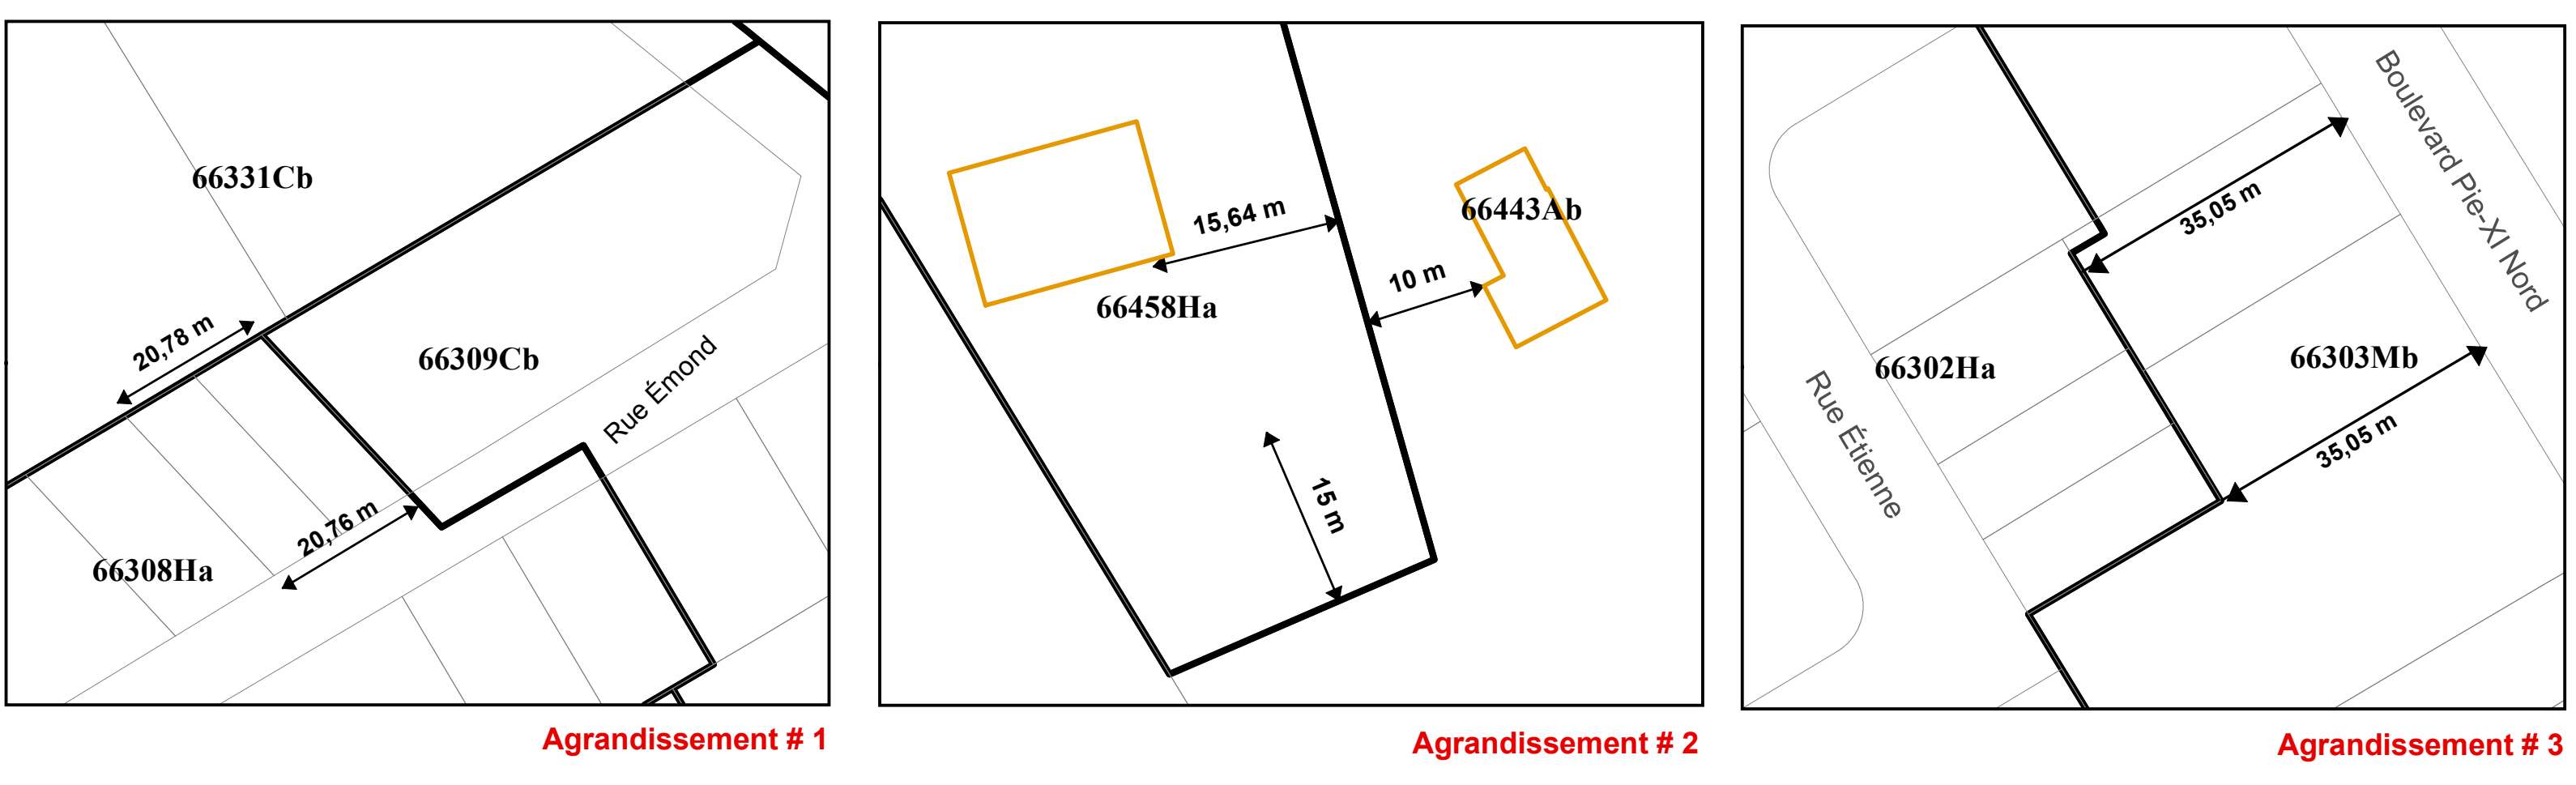 66331Cb
20,78 m
66309Cb
Rue Émond
20,76 m
66308Ha
Agrandissement # 1
15,64 m
66443Ab
10 m
66458Ha
15 m
Agrandissement # 2
Boulevard Pie-XI Nord
35,05 m
66302Ha
66303Mb
Rue Étienne
35,05 m
Agrandissement # 3